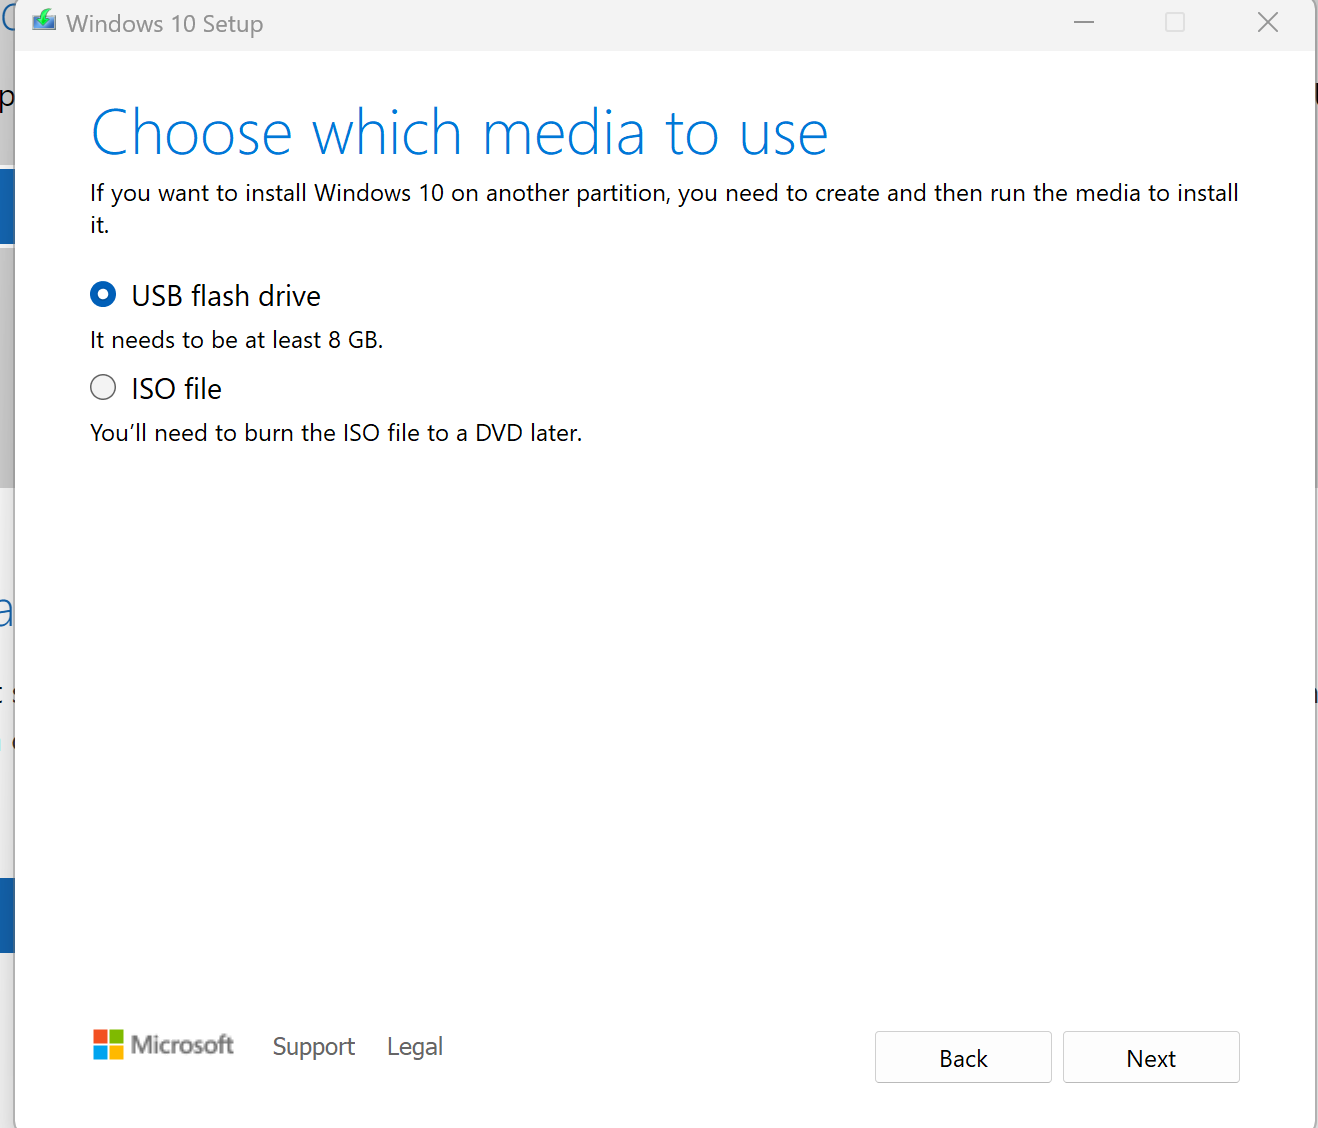 Windows 10 Setup
Choose which media to use
If you want to install Windows 10 on another partition, you need to create and then run the media to install
it.
USB flash drive
It needs to be at least 8 GB.
ISO file
You’ll need to burn the ISO file to a DVD later.
Microsoft Support Legal
Back Next